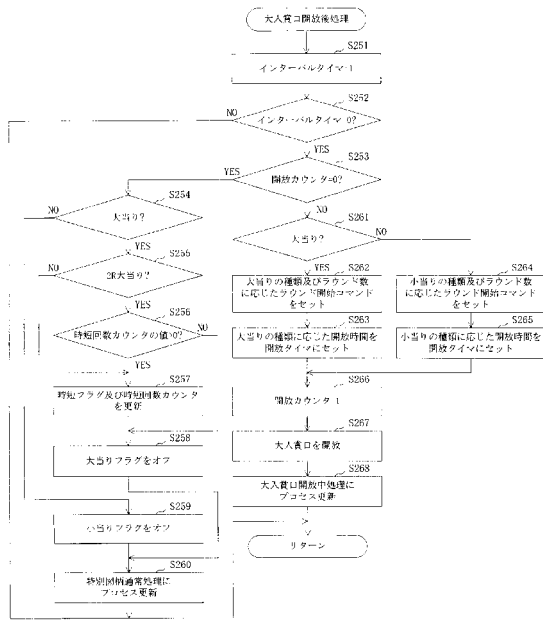 大入賞口開放後処理
S251
インターバルタイマ-1
S252
インターバルタイマ=0?
NO
YES
S253
開放カウンタ=0?
YES
NO
S254
大当り?
NO
YES
S261
大当り?
NO
YES
S255
2R大当り?
NO
YES
S262
大当りの種類及びラウンド数
に応じたラウンド開始コマンド
をセット
S264
小当りの種類及びラウンド数
に応じたラウンド開始コマンド
をセット
S256
時短回数カウンタの値>0?
NO
YES
S263
大当りの種類に応じた開放時間を
開放タイマにセット
S265
小当りの種類に応じた開放時間を
開放タイマにセット
S257
時短フラグ及び時短回数カウンタ
を更新
S266
開放カウンタ-1
S258
大当りフラグをオフ
S267
大入賞口を開放
S259
小当りフラグをオフ
S268
大入賞口開放中処理に
プロセス更新
S260
特別図柄通常処理に
プロセス更新
リターン